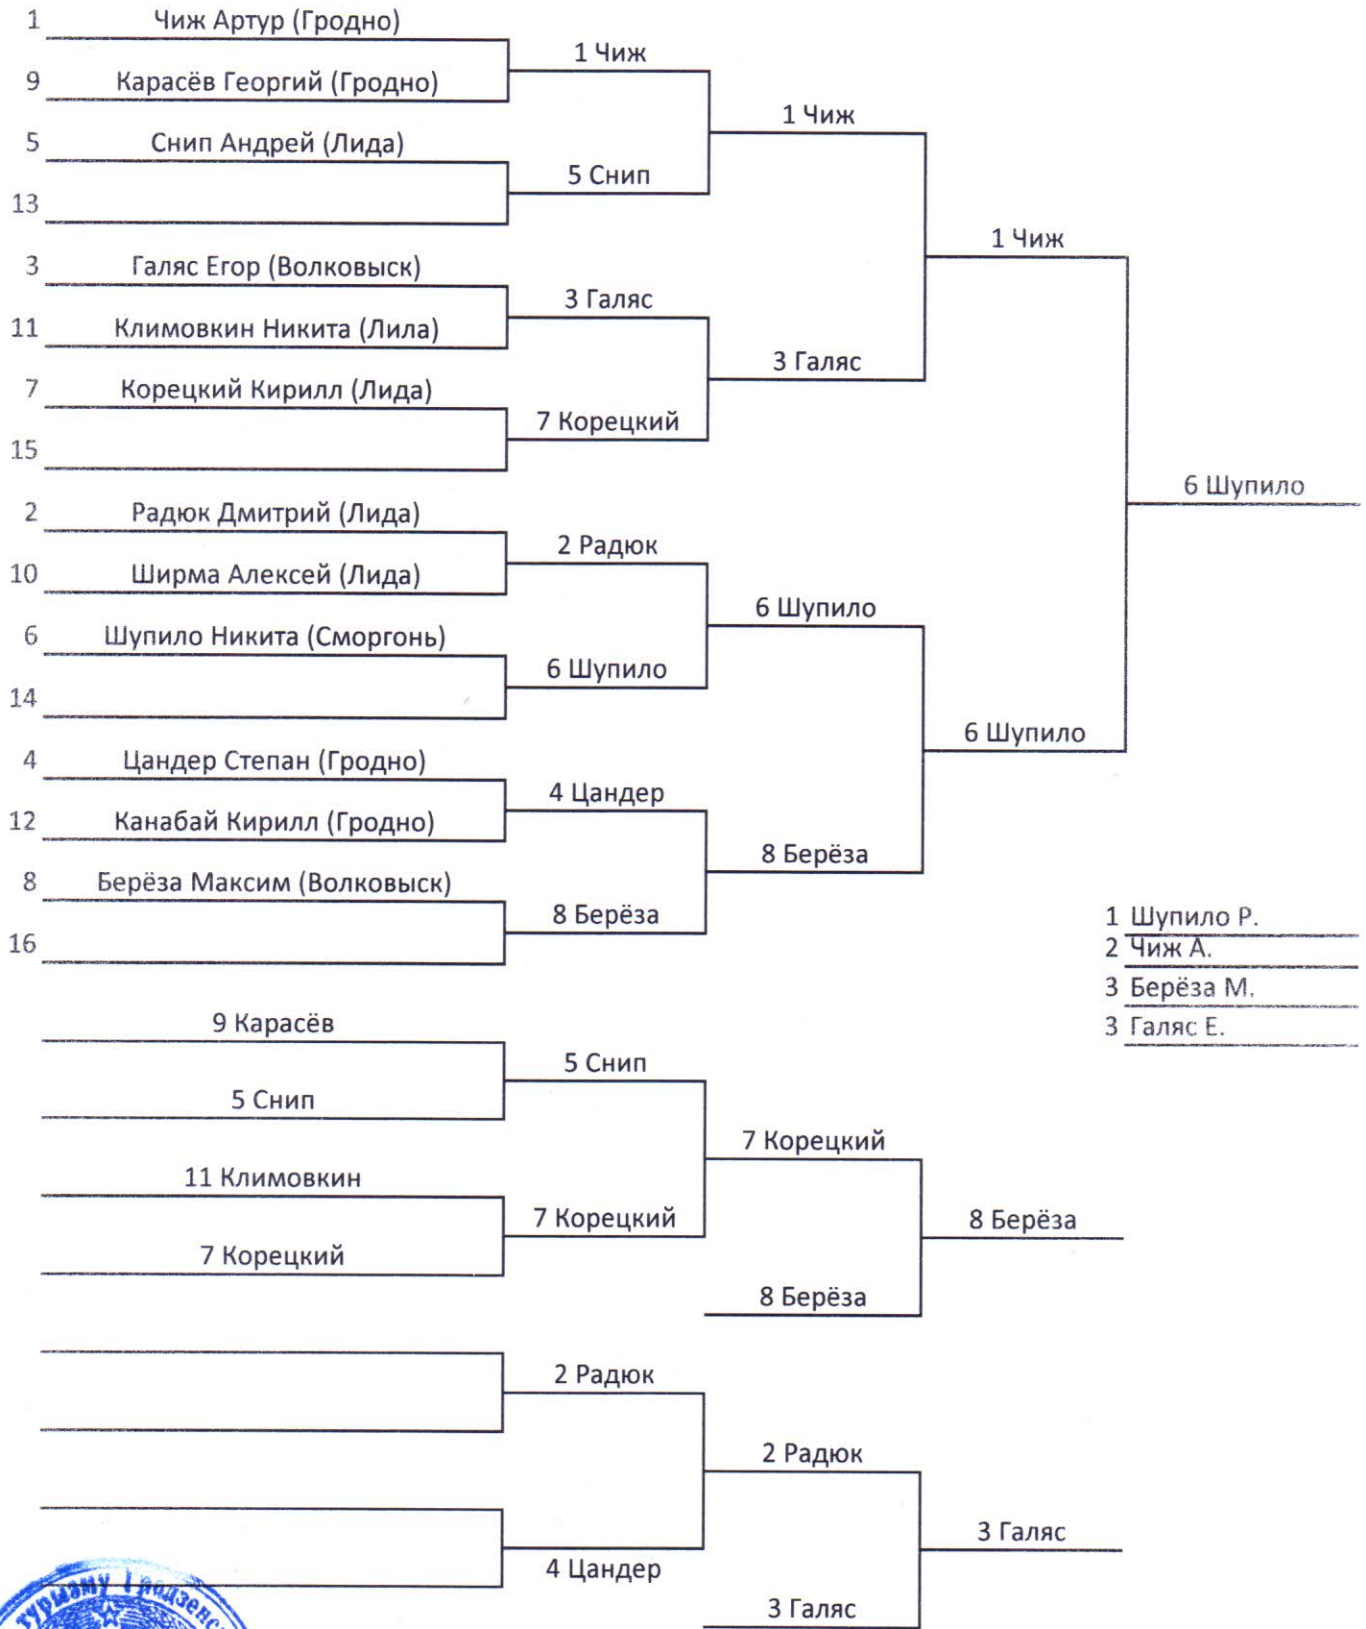 1 Чиж Артур (Гродно)
1 Чиж
9 Карасёв Георгий (Гродно)
1 Чиж
5 Снип Андрей (Лида)
5 Снип
13
1 Чиж
3 Галяс Егор (Волковыск)
3 Галяс
11 Климовкин Никита (Лила)
3 Галяс
7 Корецкий Кирилл (Лида)
7 Корецкий
15
6 Шупило
2 Радюк Дмитрий (Лида)
2 Радюк
10 Ширма Алексей (Лида)
6 Шупило
6 Шупило Никита (Сморгонь)
6 Шупило
14
6 Шупило
4 Цандер Степан (Гродно)
4 Цандер
12 Канабай Кирилл (Гродно)
8 Берёза
8 Берёза Максим (Волковыск)
8 Берёза
16
1 Шупило Р.
2 Чиж А.
3 Берёза М.
3 Галяс Е.
9 Карасёв
5 Снип
5 Снип
7 Корецкий
11 Климовкин
7 Корецкий
8 Берёза
7 Корецкий
8 Берёза
2 Радюк
2 Радюк
3 Галяс
4 Цандер
3 Галяс
турызму